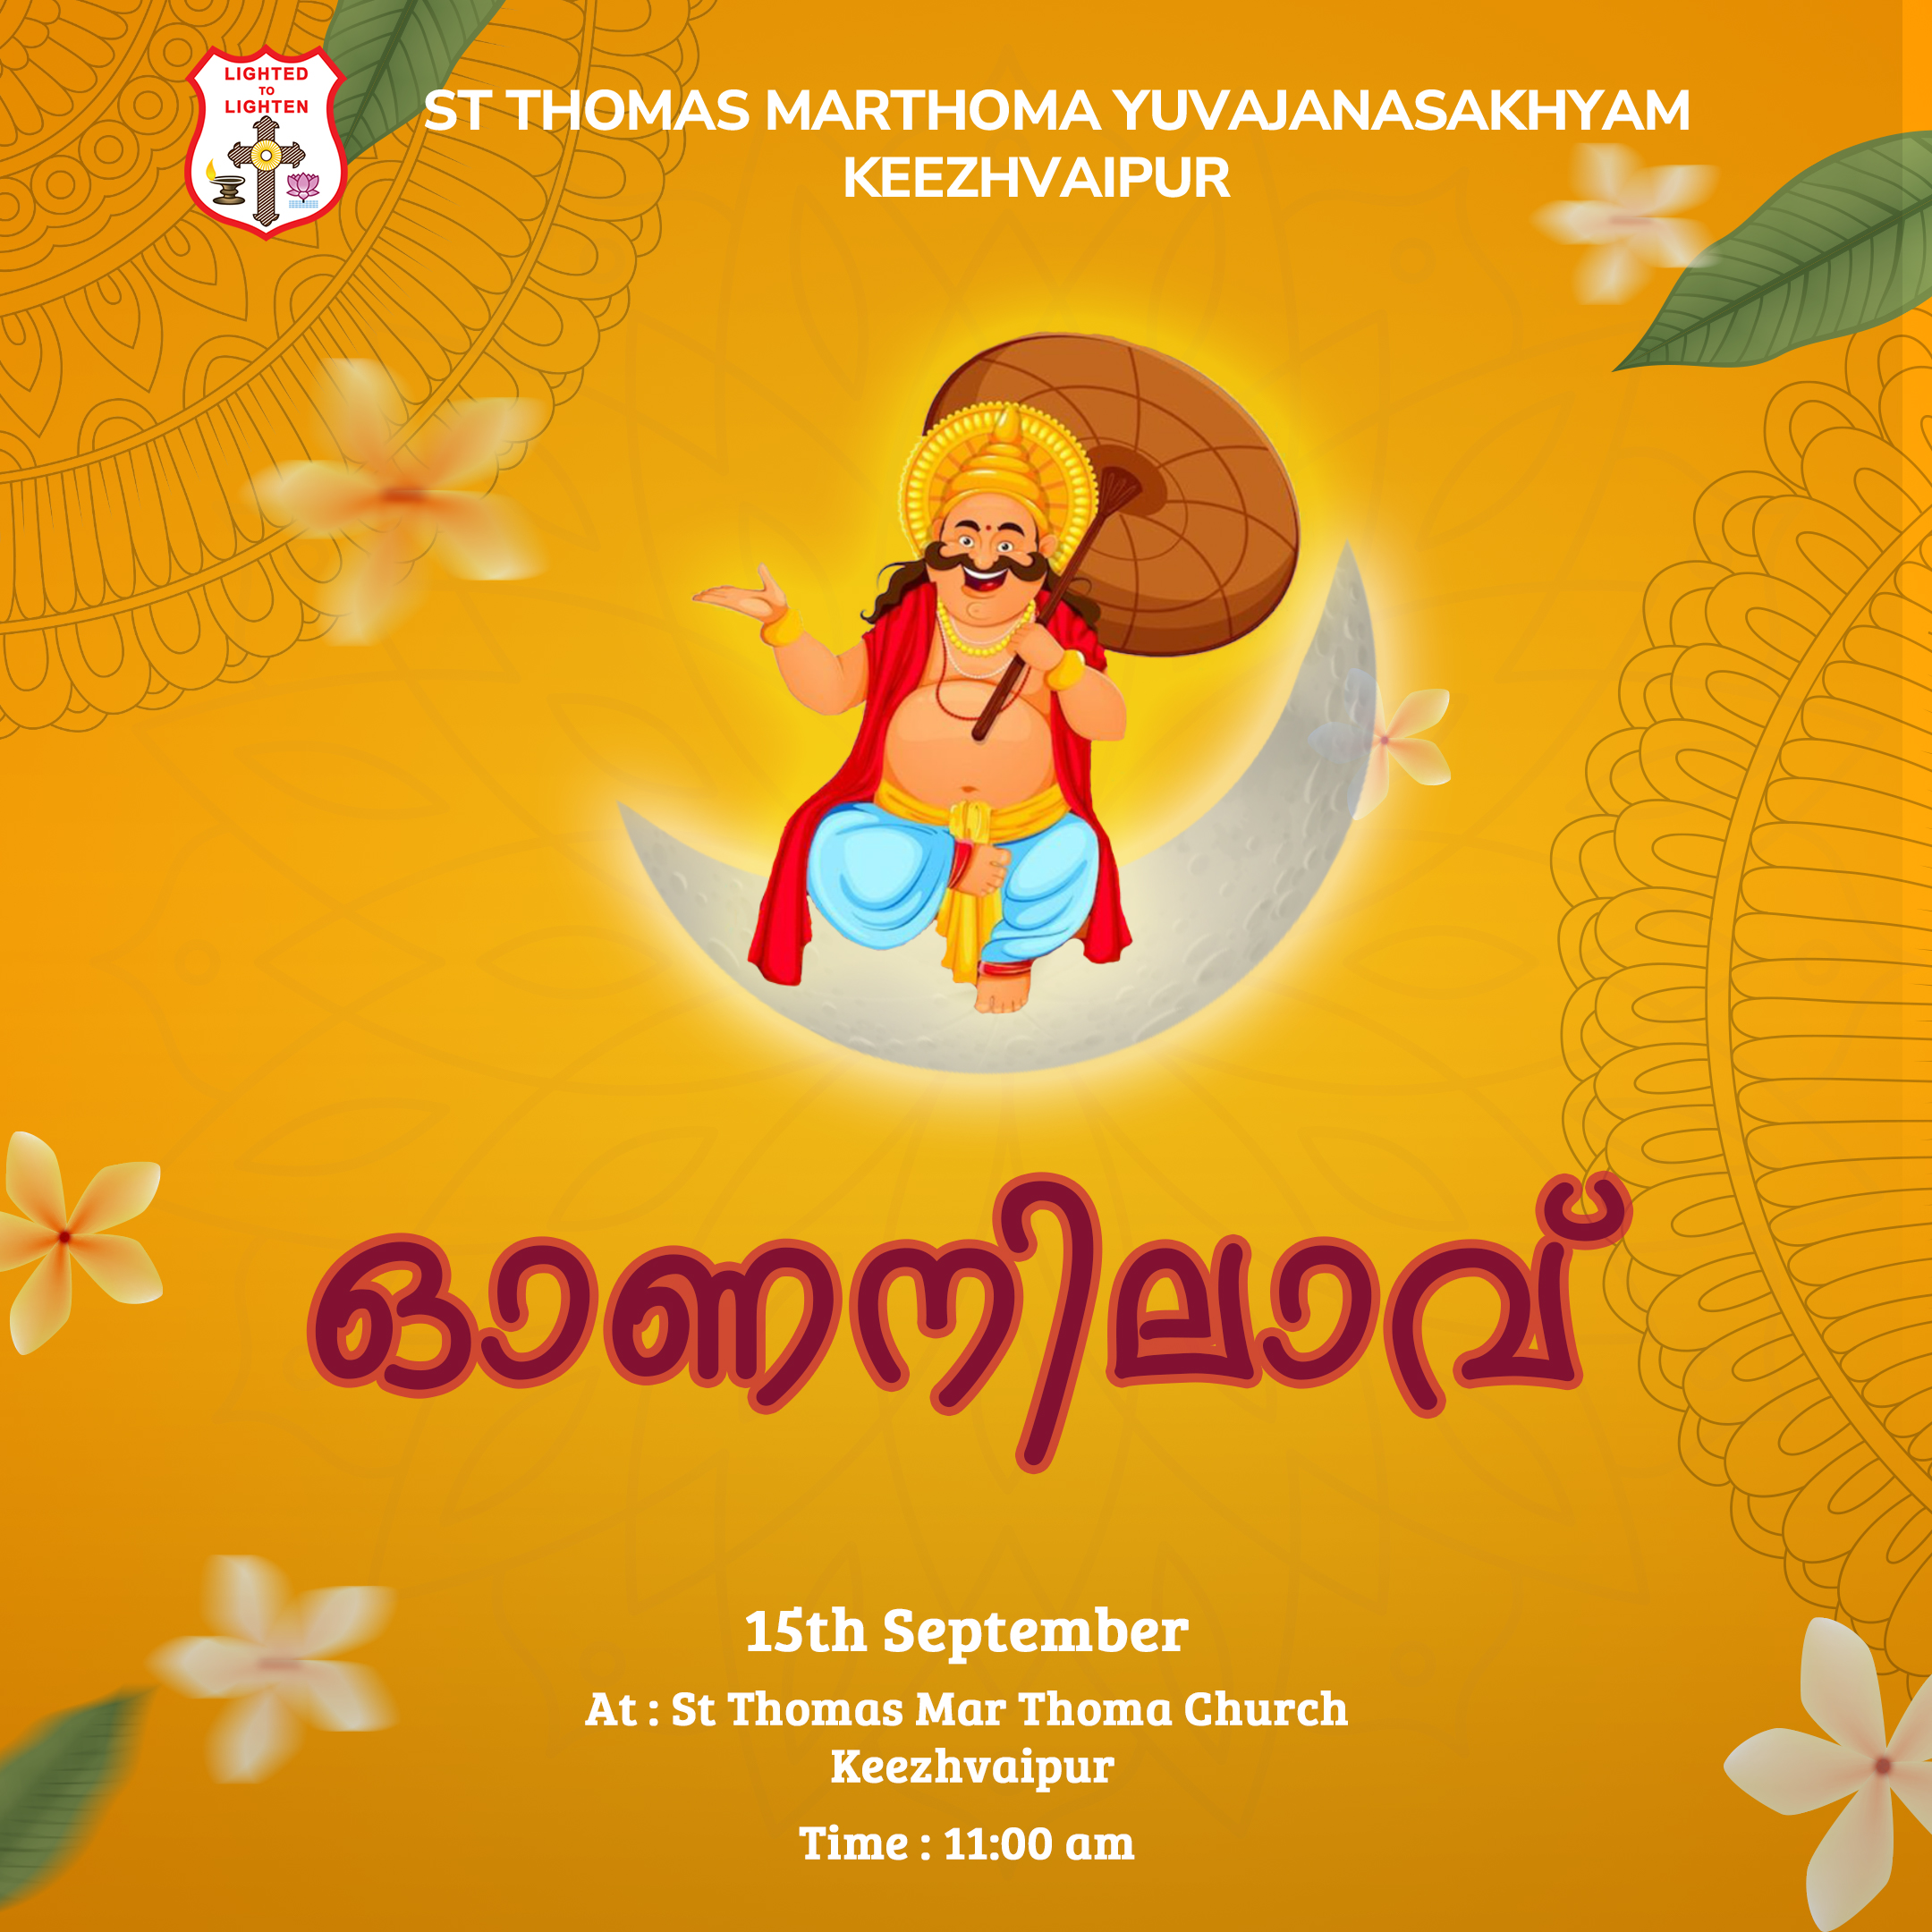 LIGHTED
TO
LIGHTEN
ST THOMAS MARTHOMA YUVAJANASAKHYAM
KEEZHVAIPUR
ഓണനിലാവ്
15th September
At : St Thomas Mar Thoma Church
Keezhvaipur
Time : 11:00 am